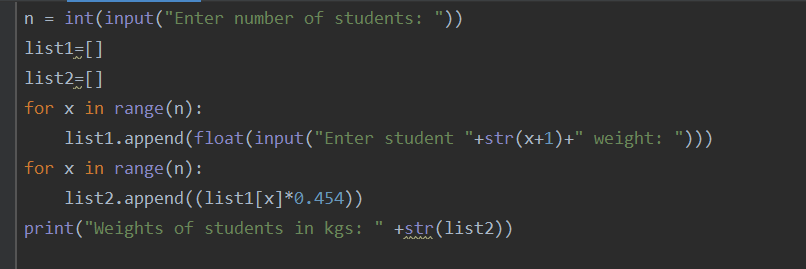 n = int(input("Enter number of students: "))
list1=[]
list2=[]
for x in range(n):
    list1.append(float(input("Enter student "+str(x+1)+" weight: ")))
for x in range(n):
    list2.append((list1[x]*0.454))
print("Weights of students in kgs: " +str(list2))